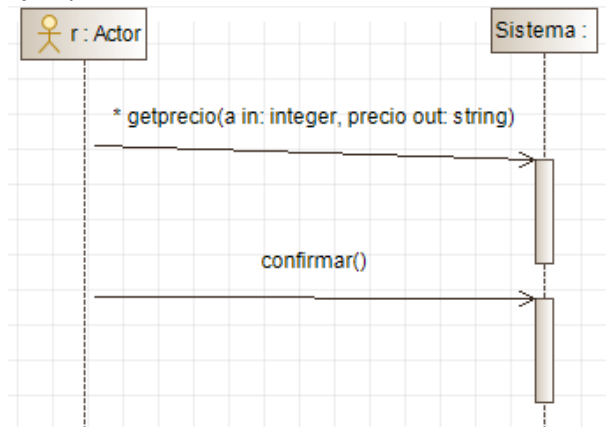 r : Actor
Sistema :
* getprecio(a in: integer, precio out: string)
confirmar()